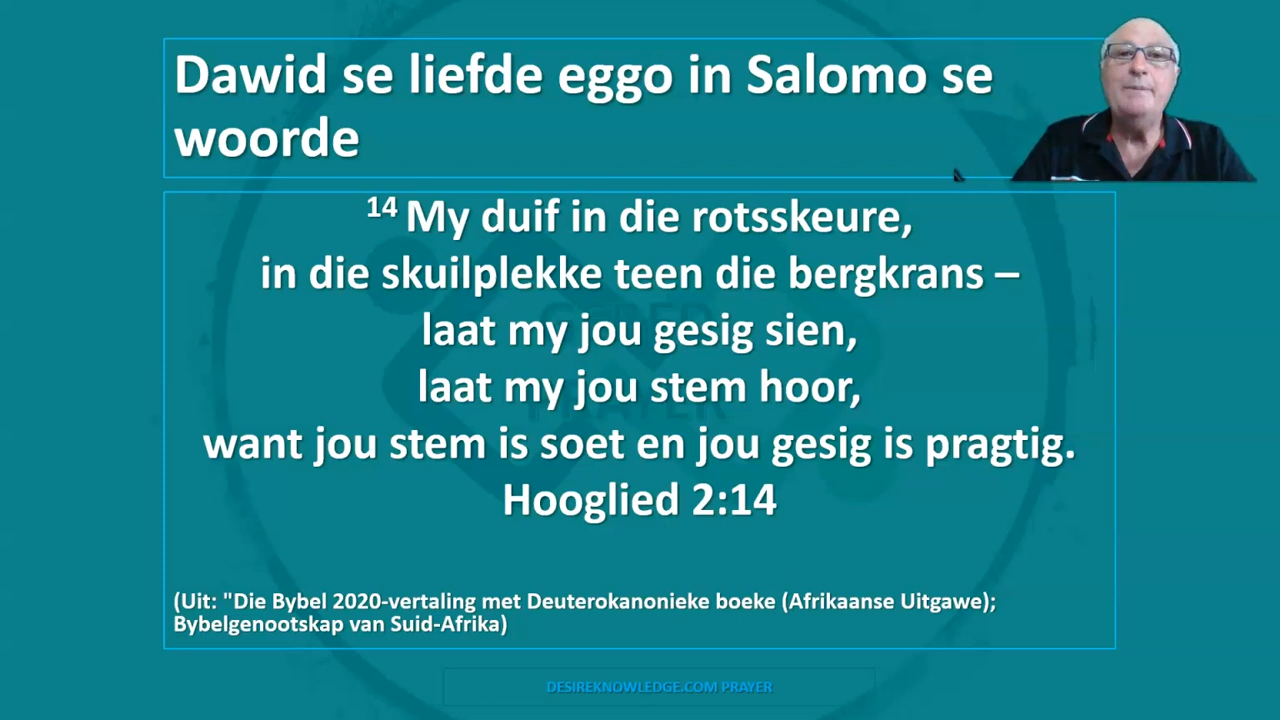 Dawid se liefde eggo in Salomo se
woorde
14 My duif in die rotsskeure,
in die skuilplekke teen die bergkrans –
laat my jou gesig sien,
laat my jou stem hoor,
want jou stem is soet en jou gesig is pragtig.
Hooglied 2:14
(Uit: "Die Bybel 2020-vertaling met Deuterokanonieke boeke (Afrikaanse Uitgawe);
Bybelgenootskap van Suid-Afrika)
DESIREKNOWLEDGE.COM PRAYER